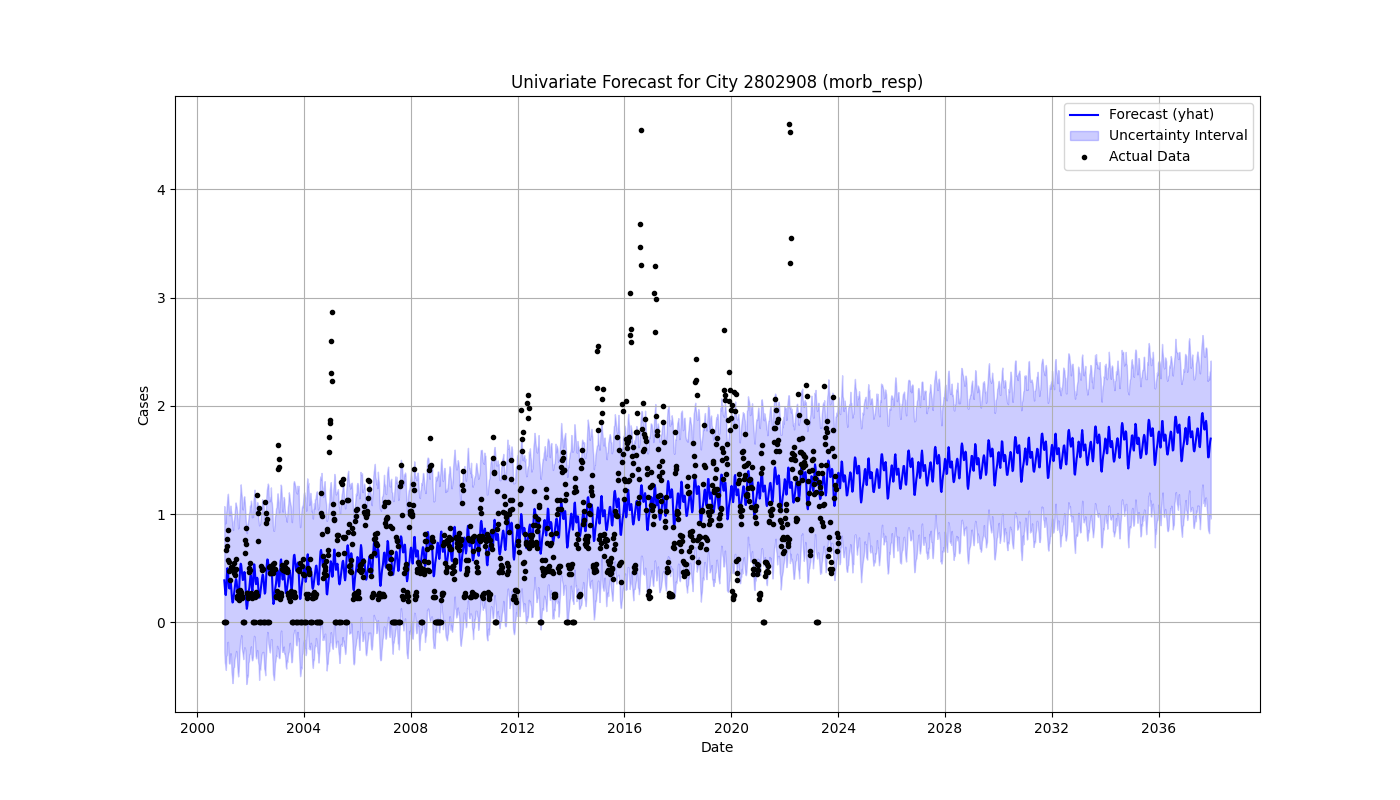 Univariate Forecast for City 2802908 (morb_resp)
Forecast (yhat)
Uncertainty Interval
Actual Data
Cases
4
3
2
1
0
2000 2004 2008 2012 2016 2020 2024 2028 2032 2036
Date